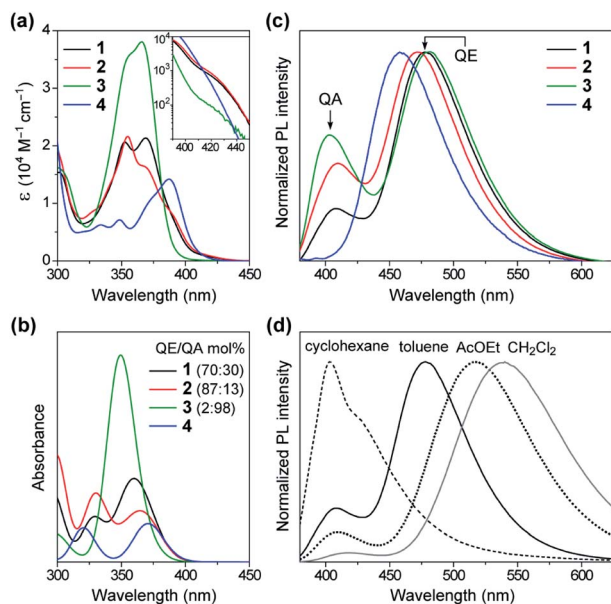 (a)
ε (10⁴ M⁻¹ cm⁻¹)
4
3
2
1
0
1
2
3
4
10⁴
10³
10²
400 420 440
300 350 400 450
Wavelength (nm)
(c)
Normalized PL intensity
QA
QE
1
2
3
4
400 450 500 550 600
Wavelength (nm)
(b)
Absorbance
QE/QA mol%
1 (70:30)
2 (87:13)
3 (2:98)
4
300 350 400 450
Wavelength (nm)
(d)
Normalized PL intensity
cyclohexane toluene AcOEt CH₂Cl₂
400 450 500 550 600
Wavelength (nm)